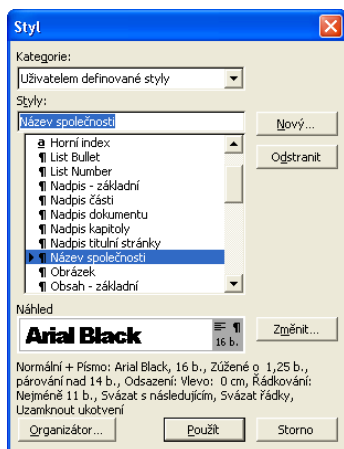 Styl
Kategorie:
Uživatelem definované styly
Styly:
Název společnosti
Nový...
a Horní index
¶ List Bullet
Odstranit
¶ List Number
¶ Nadpis - základní
¶ Nadpis části
¶ Nadpis dokumentu
¶ Nadpis kapitoly
¶ Nadpis titulní stránky
¶ Název společnosti
¶ Obrázek
¶ Obsah - základní
Náhled
Arial Black
¶
16 b.
Změnit...
Normální + Písmo: Arial Black, 16 b., Zúžené o 1,25 b.,
párování nad 14 b., Odsazení: Vlevo: 0 cm, Řádkování:
Nejméně 11 b., Svázat s následujícím, Svázat řádky,
Uzamknout ukotvení
Organizátor...
Použít
Storno